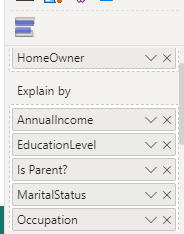 HomeOwner
Explain by
AnnualIncome
EducationLevel
Is Parent?
MaritalStatus
Occupation